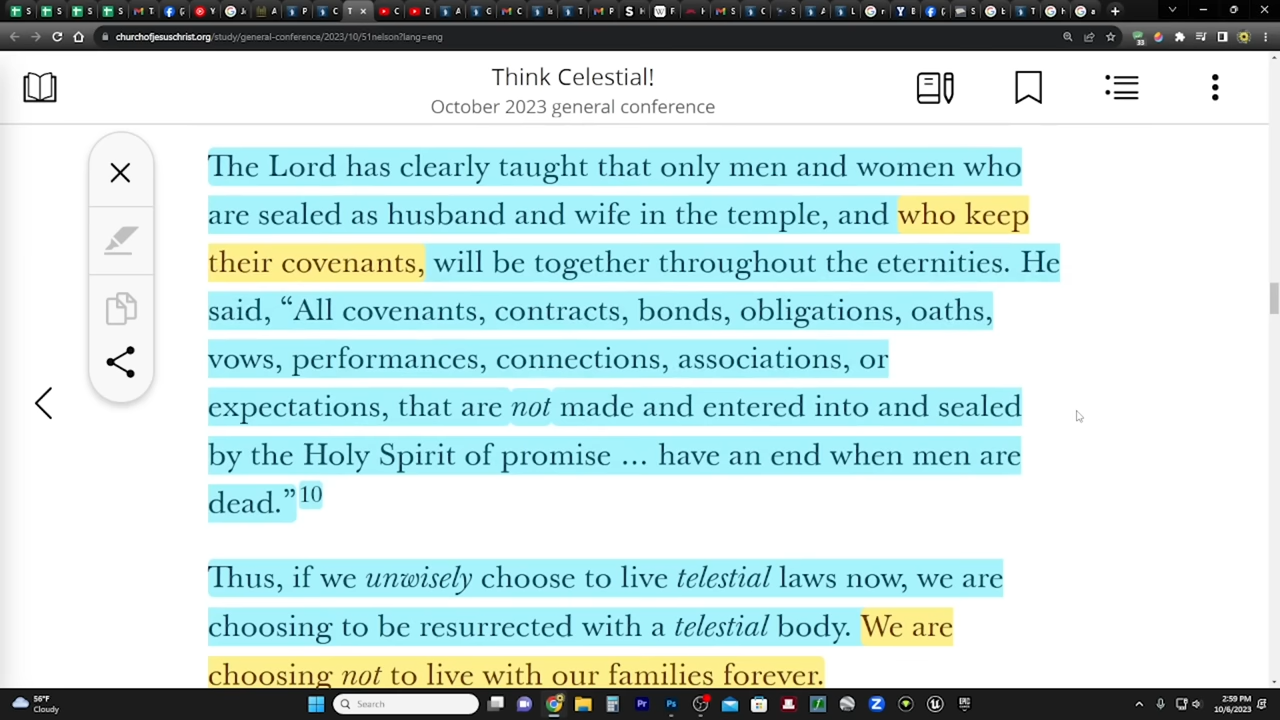 churchofjesuschrist.org/study/general-conference/2023/10/51nelson?lang=eng
33
Think Celestial!
October 2023 general conference
The Lord has clearly taught that only men and women who
are sealed as husband and wife in the temple, and who keep
their covenants, will be together throughout the eternities. He
said, “All covenants, contracts, bonds, obligations, oaths,
vows, performances, connections, associations, or
expectations, that are not made and entered into and sealed
by the Holy Spirit of promise … have an end when men are
dead.”10
Thus, if we unwisely choose to live telestial laws now, we are
choosing to be resurrected with a telestial body. We are
choosing not to live with our families forever.
56°F
Cloudy
Search
2:59 PM
10/6/2023